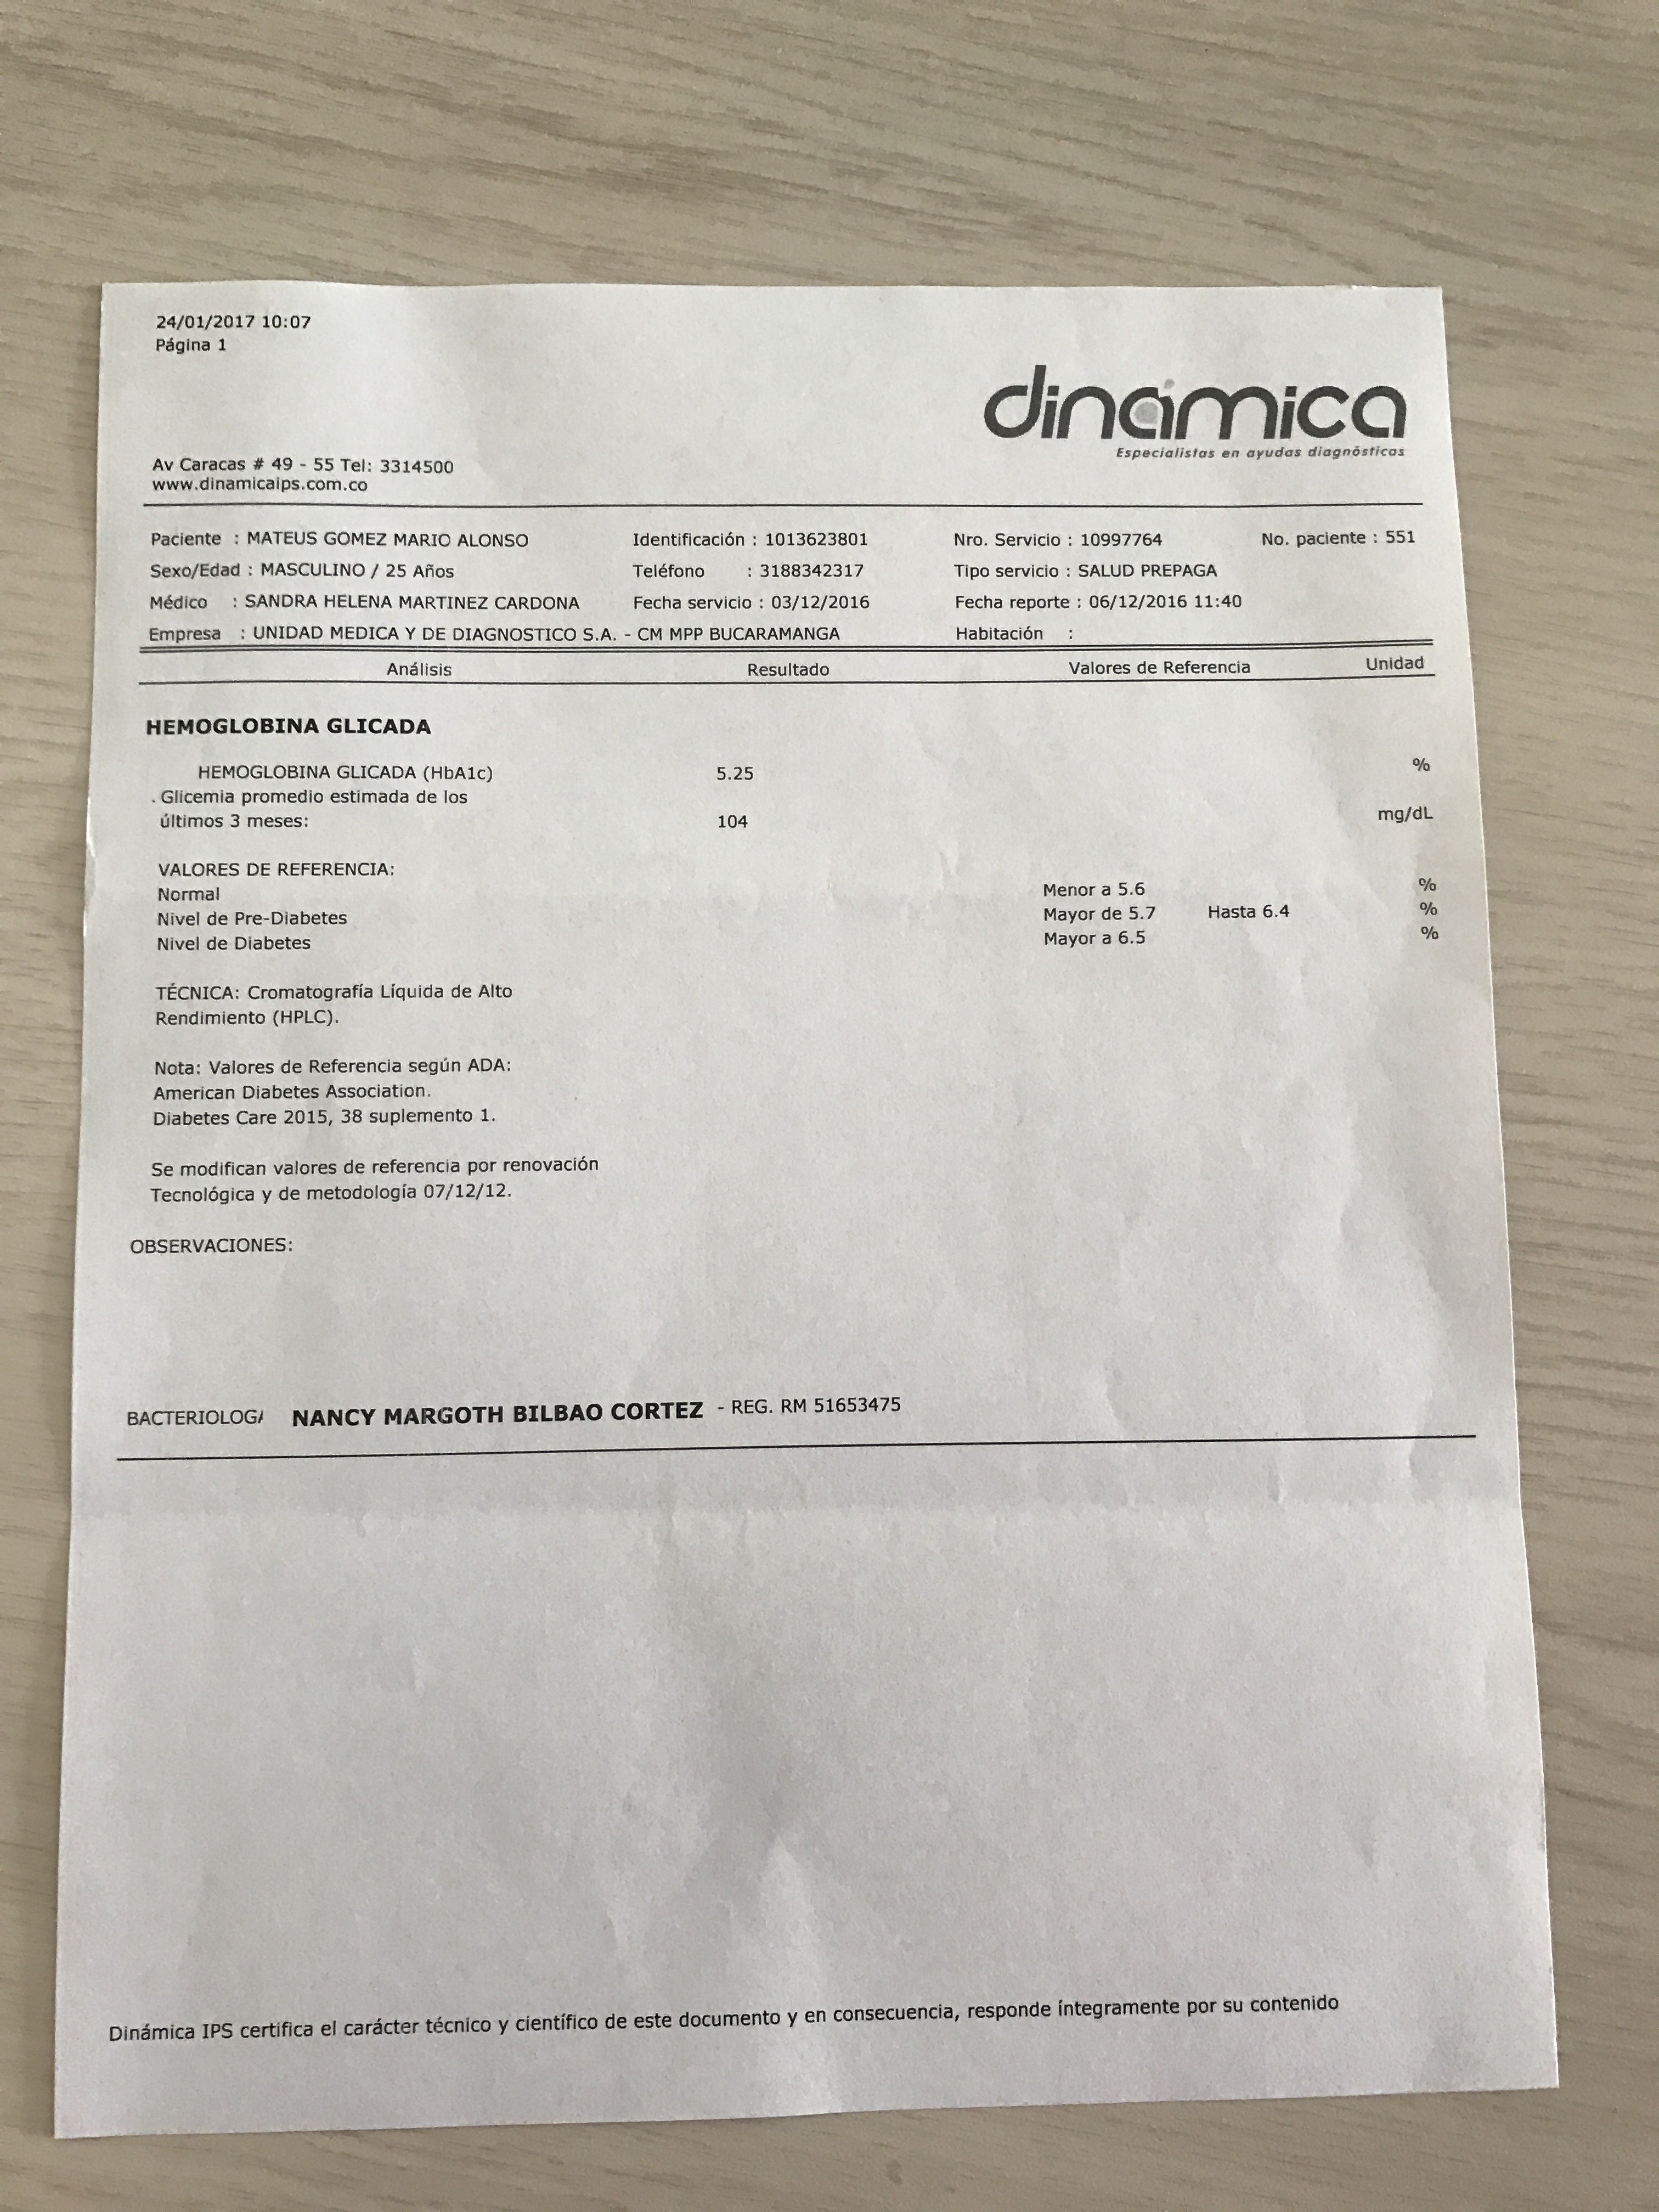 24/01/2017 10:07
Página 1
dinámica
Especialistas en ayudas diagnósticas
Av Caracas # 49 - 55 Tel: 3314500
www.dinamicaips.com.co
Paciente : MATEUS GOMEZ MARIO ALONSO Identificación : 1013623801 Nro. Servicio : 10997764 No. paciente : 551
Sexo/Edad : MASCULINO / 25 Años Teléfono : 3188342317 Tipo servicio : SALUD PREPAGA
Médico : SANDRA HELENA MARTINEZ CARDONA Fecha servicio : 03/12/2016 Fecha reporte : 06/12/2016 11:40
Empresa : UNIDAD MEDICA Y DE DIAGNOSTICO S.A. - CM MPP BUCARAMANGA Habitación :
Análisis Resultado Valores de Referencia Unidad
HEMOGLOBINA GLICADA
HEMOGLOBINA GLICADA (HbA1c) 5.25 %
. Glicemia promedio estimada de los
últimos 3 meses: 104 mg/dL
VALORES DE REFERENCIA:
Normal Menor a 5.6 %
Nivel de Pre-Diabetes Mayor de 5.7 Hasta 6.4 %
Nivel de Diabetes Mayor a 6.5 %
TÉCNICA: Cromatografía Líquida de Alto
Rendimiento (HPLC).
Nota: Valores de Referencia según ADA:
American Diabetes Association.
Diabetes Care 2015, 38 suplemento 1.
Se modifican valores de referencia por renovación
Tecnológica y de metodología 07/12/12.
OBSERVACIONES:
BACTERIOLOG NANCY MARGOTH BILBAO CORTEZ - REG. RM 51653475
Dinámica IPS certifica el carácter técnico y científico de este documento y en consecuencia, responde íntegramente por su contenido